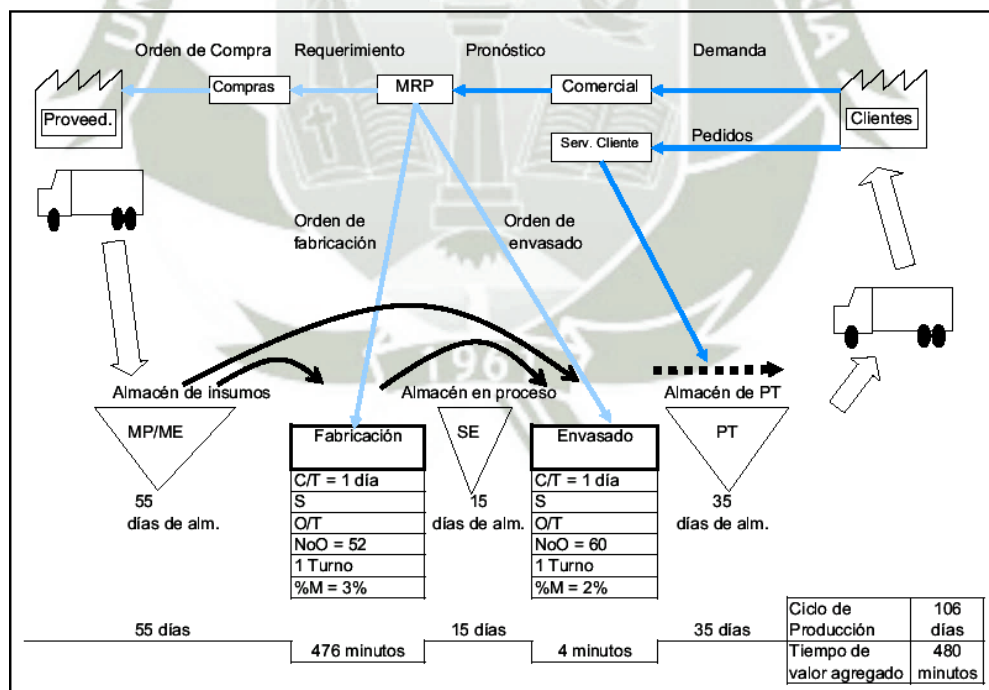 Orden de Compra Requerimiento Pronóstico Demanda
Compras MRP Comercial
Proveed. Clientes
Serv. Cliente Pedidos
Orden de fabricación
Orden de envasado
1961
Almacén de insumos Almacén en proceso Almacén de PT
MP/ME Fabricación SE Envasado PT
C/T = 1 día
S
O/T
NoO = 52
1 Turno
%M = 3%
C/T = 1 día
S
O/T
NoO = 60
1 Turno
%M = 2%
55
días de alm.
15
días de alm.
35
días de alm.
55 días 15 días 35 días
476 minutos 4 minutos
Ciclo de Producción 106 días
Tiempo de valor agregado 480 minutos